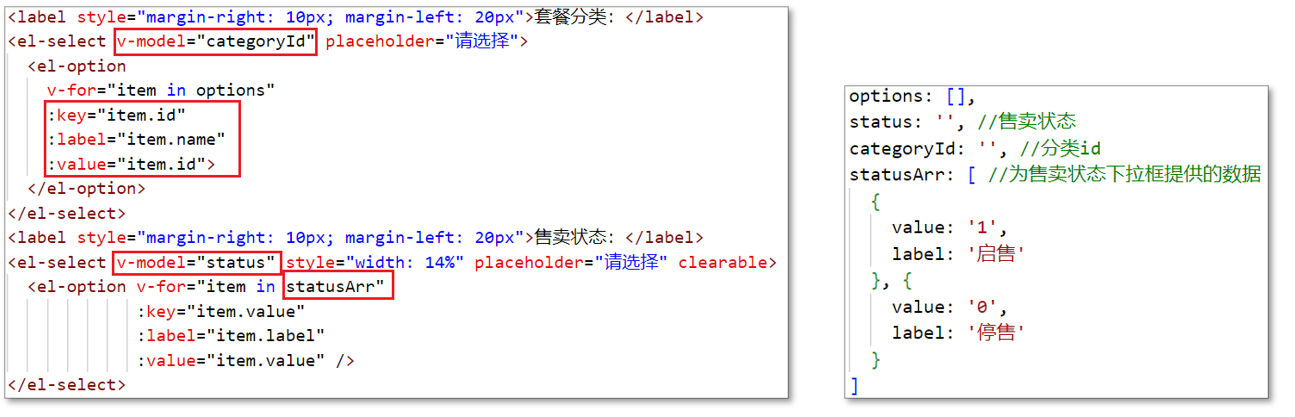 <label style="margin-right: 10px; margin-left: 20px">套餐分类: </label>
<el-select v-model="categoryId" placeholder="请选择">
  <el-option
    v-for="item in options"
    :key="item.id"
    :label="item.name"
    :value="item.id">
  </el-option>
</el-select>
<label style="margin-right: 10px; margin-left: 20px">售卖状态: </label>
<el-select v-model="status" style="width: 14%" placeholder="请选择" clearable>
  <el-option v-for="item in statusArr"
             :key="item.value"
             :label="item.label"
             :value="item.value" />
</el-select>
options: [],
status: '', //售卖状态
categoryId: '', //分类id
statusArr: [ //为售卖状态下拉框提供的数据
  {
    value: '1',
    label: '启售'
  }, {
    value: '0',
    label: '停售'
  }
]